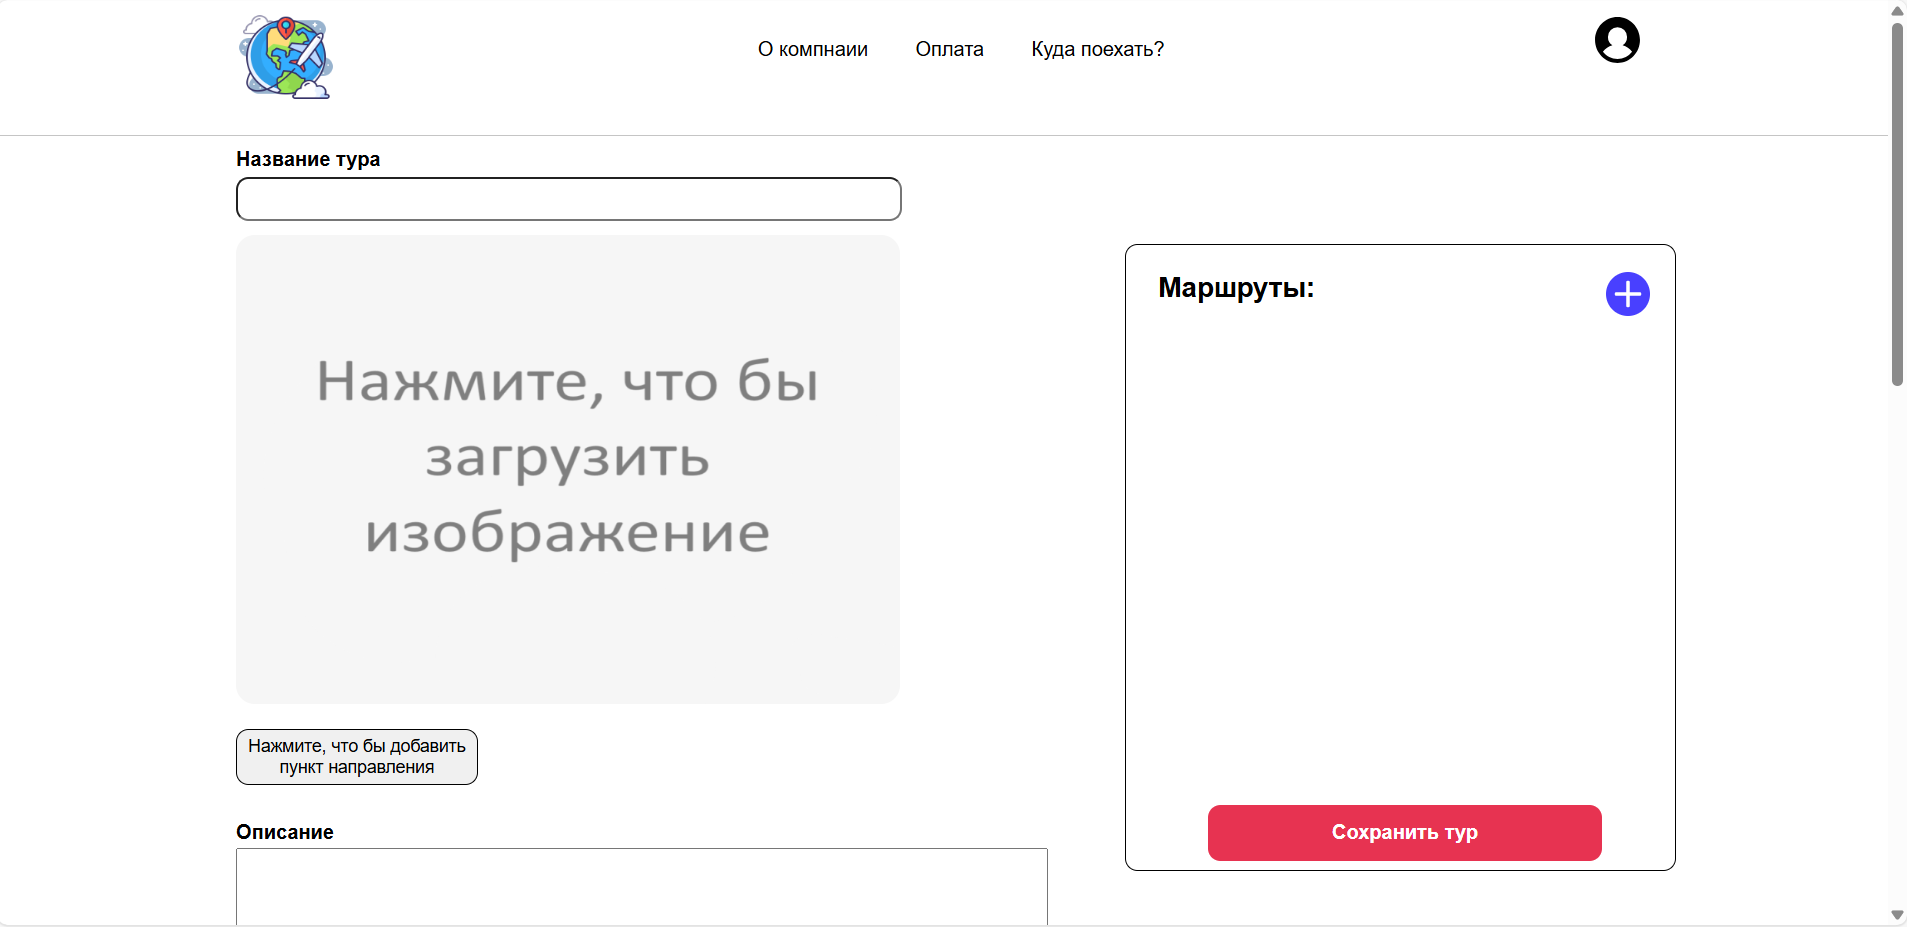 О компнаии
Оплата
Куда поехать?
Название тура
Нажмите, что бы
загрузить
изображение
Маршруты:
Нажмите, что бы добавить
пункт направления
Сохранить тур
Описание